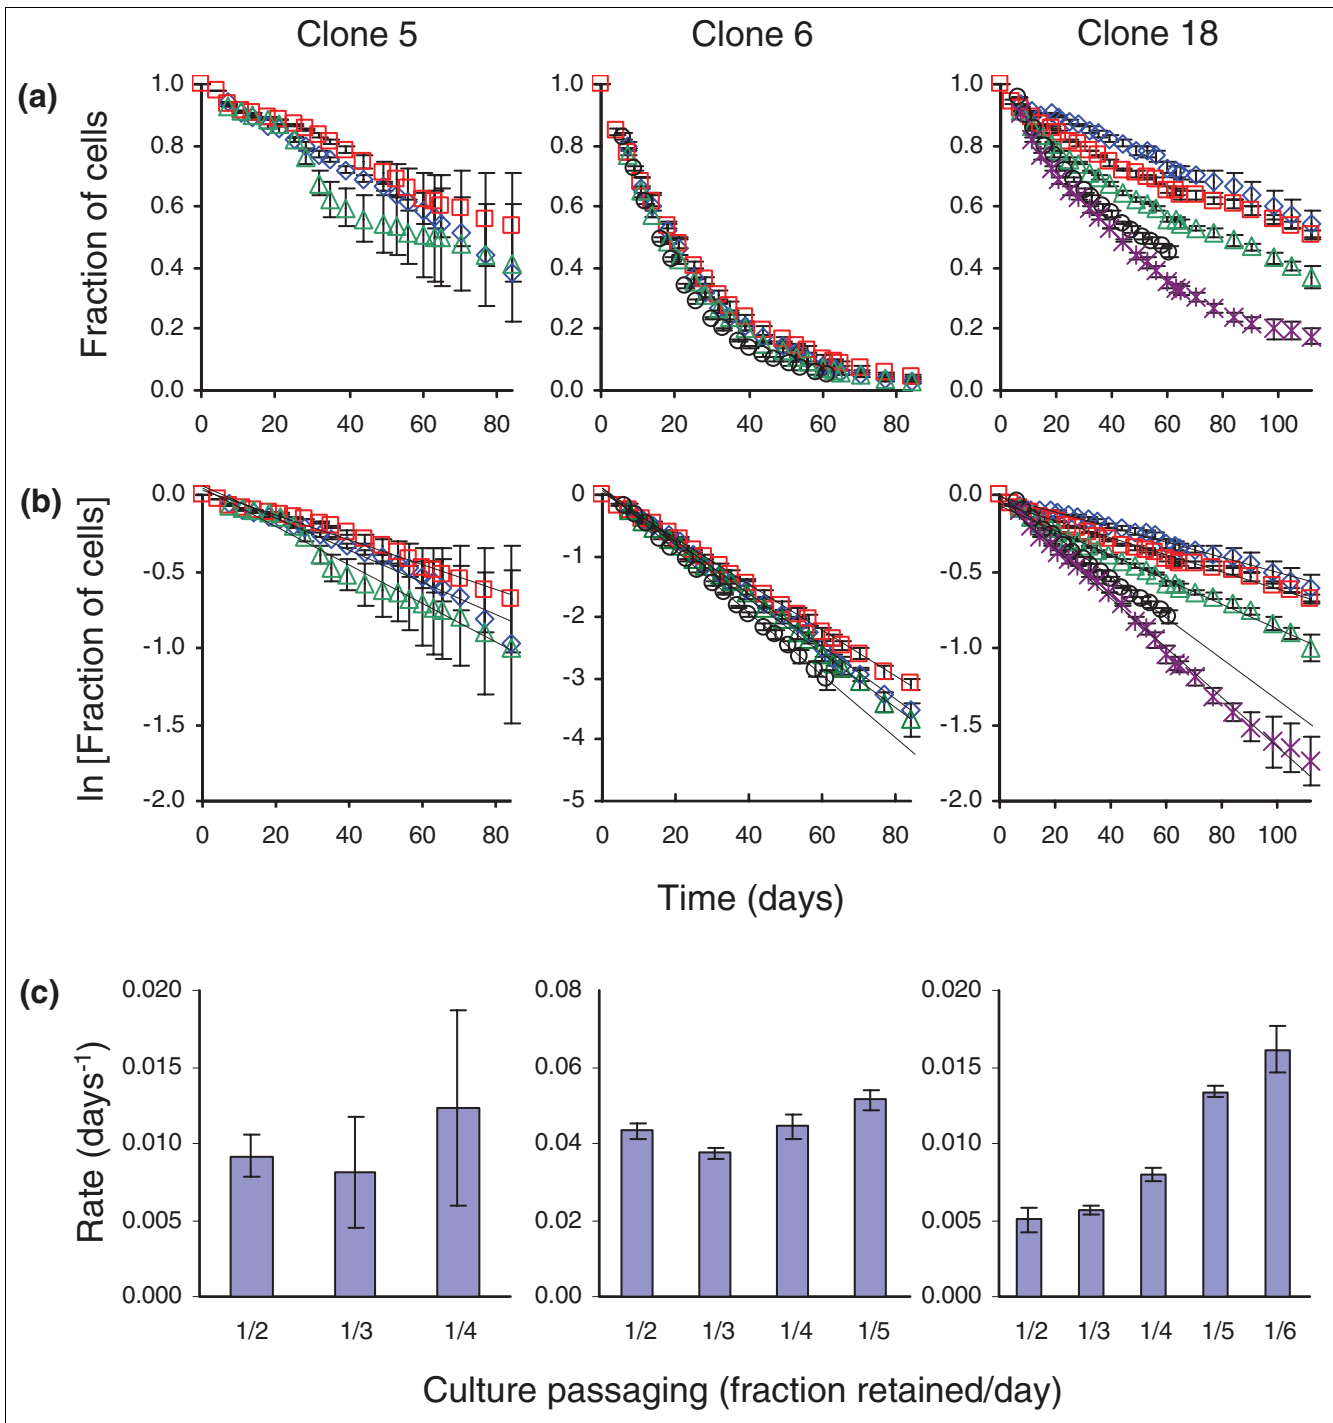 Clone 5 Clone 6 Clone 18
(a)
Fraction of cells
1.0 0.8 0.6 0.4 0.2 0.0
0 20 40 60 80
1.0 0.8 0.6 0.4 0.2 0.0
0 20 40 60 80
1.0 0.8 0.6 0.4 0.2 0.0
0 20 40 60 80 100
(b)
ln [Fraction of cells]
0.0 -0.5 -1.0 -1.5 -2.0
0 20 40 60 80
0 -1 -2 -3 -4 -5
0 20 40 60 80
0.0 -0.5 -1.0 -1.5 -2.0
0 20 40 60 80 100
Time (days)
(c)
Rate (days-1)
0.020 0.015 0.010 0.005 0.000
1/2 1/3 1/4
0.08 0.06 0.04 0.02 0.00
1/2 1/3 1/4 1/5
0.020 0.015 0.010 0.005 0.000
1/2 1/3 1/4 1/5 1/6
Culture passaging (fraction retained/day)